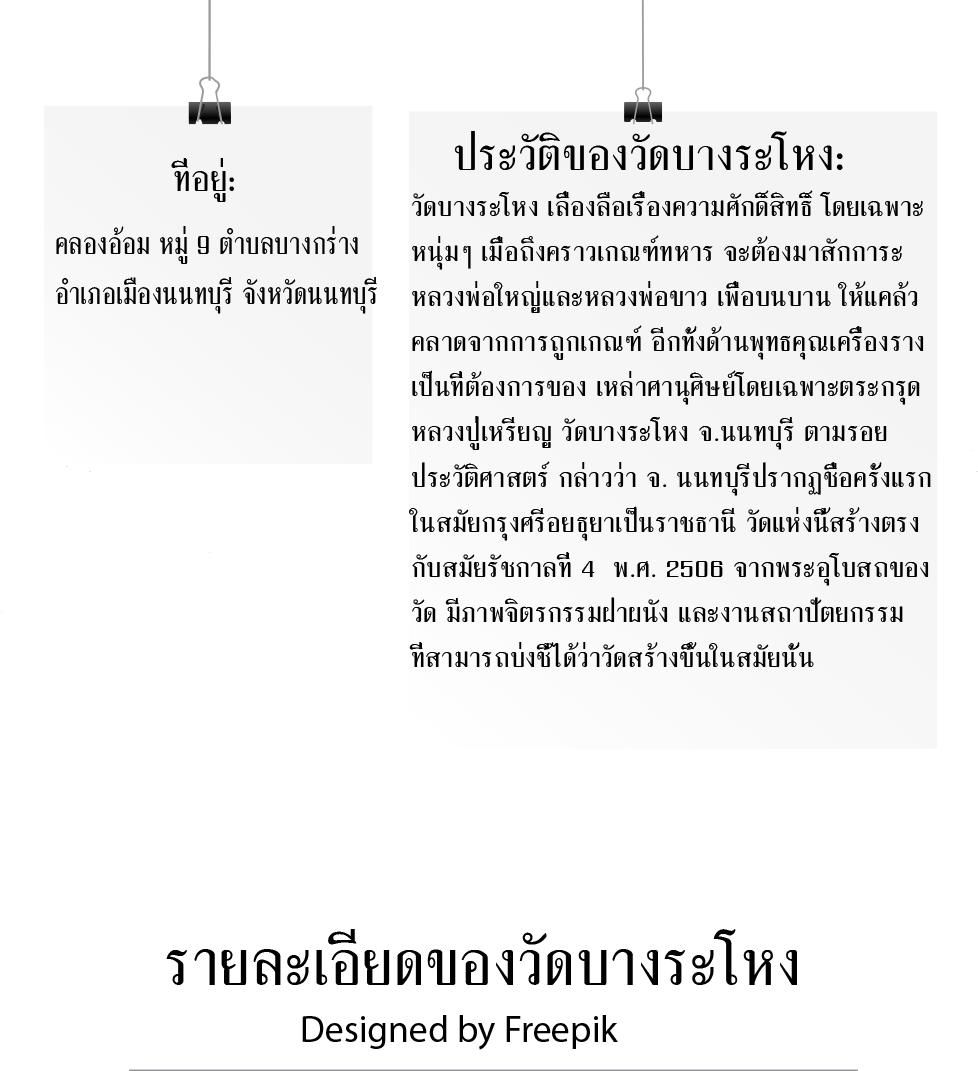 ที่อยู่:
คลองอ้อม หมู่ 9 ตำบลบางกร่าง
อำเภอเมืองนนทบุรี จังหวัดนนทบุรี
ประวัติของวัดบางระโหง:
วัดบางระโหง เลื่องลือเรื่องความศักดิ์สิทธิ์ โดยเฉพาะ
หนุ่มๆ เมื่อถึงคราวเกณฑ์ทหาร จะต้องมาสักการะ
หลวงพ่อใหญ่และหลวงพ่อขาว เพื่อบนบาน ให้แคล้ว
คลาดจากการถูกเกณฑ์ อีกทั้งด้านพุทธคุณเครื่องราง
เป็นที่ต้องการของ เหล่าศานุศิษย์โดยเฉพาะตระกรุด
หลวงปู่เหรียญ วัดบางระโหง จ.นนทบุรี ตามรอย
ประวัติศาสตร์ กล่าวว่า จ. นนทบุรีปรากฏชื่อครั้งแรก
ในสมัยกรุงศรีอยธุยาเป็นราชธานี วัดแห่งนี้สร้างตรง
กับสมัยรัชกาลที่ 4 พ.ศ. 2506 จากพระอุโบสถของ
วัด มีภาพจิตรกรรมฝาผนัง และงานสถาปัตยกรรม
ที่สามารถบ่งชี้ได้ว่าวัดสร้างขึ้นในสมัยนั้น
รายละเอียดของวัดบางระโหง
Designed by Freepik